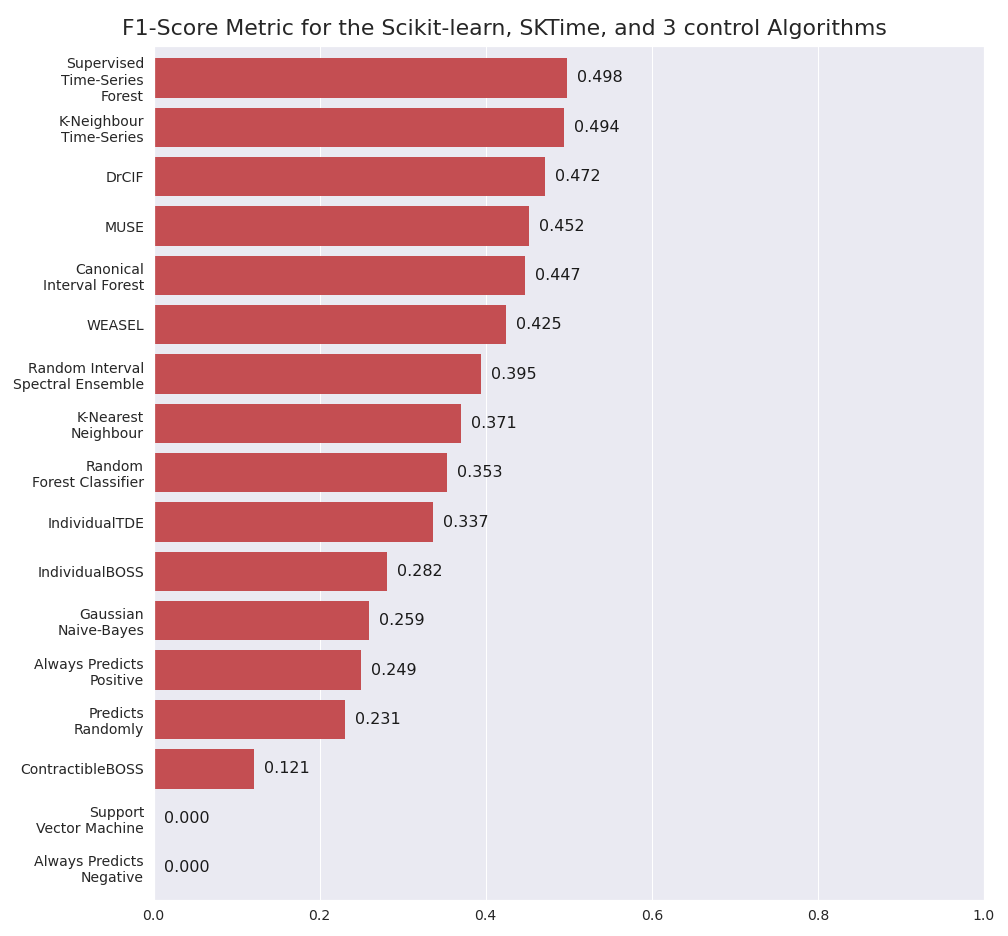 F1-Score Metric for the Scikit-learn, SKTime, and 3 control Algorithms
Supervised
Time-Series
Forest
0.498
K-Neighbour
Time-Series
0.494
DrCIF
0.472
MUSE
0.452
Canonical
Interval Forest
0.447
WEASEL
0.425
Random Interval
Spectral Ensemble
0.395
K-Nearest
Neighbour
0.371
Random
Forest Classifier
0.353
IndividualTDE
0.337
IndividualBOSS
0.282
Gaussian
Naive-Bayes
0.259
Always Predicts
Positive
0.249
Predicts
Randomly
0.231
ContractibleBOSS
0.121
Support
Vector Machine
0.000
Always Predicts
Negative
0.000
0.0 0.2 0.4 0.6 0.8 1.0